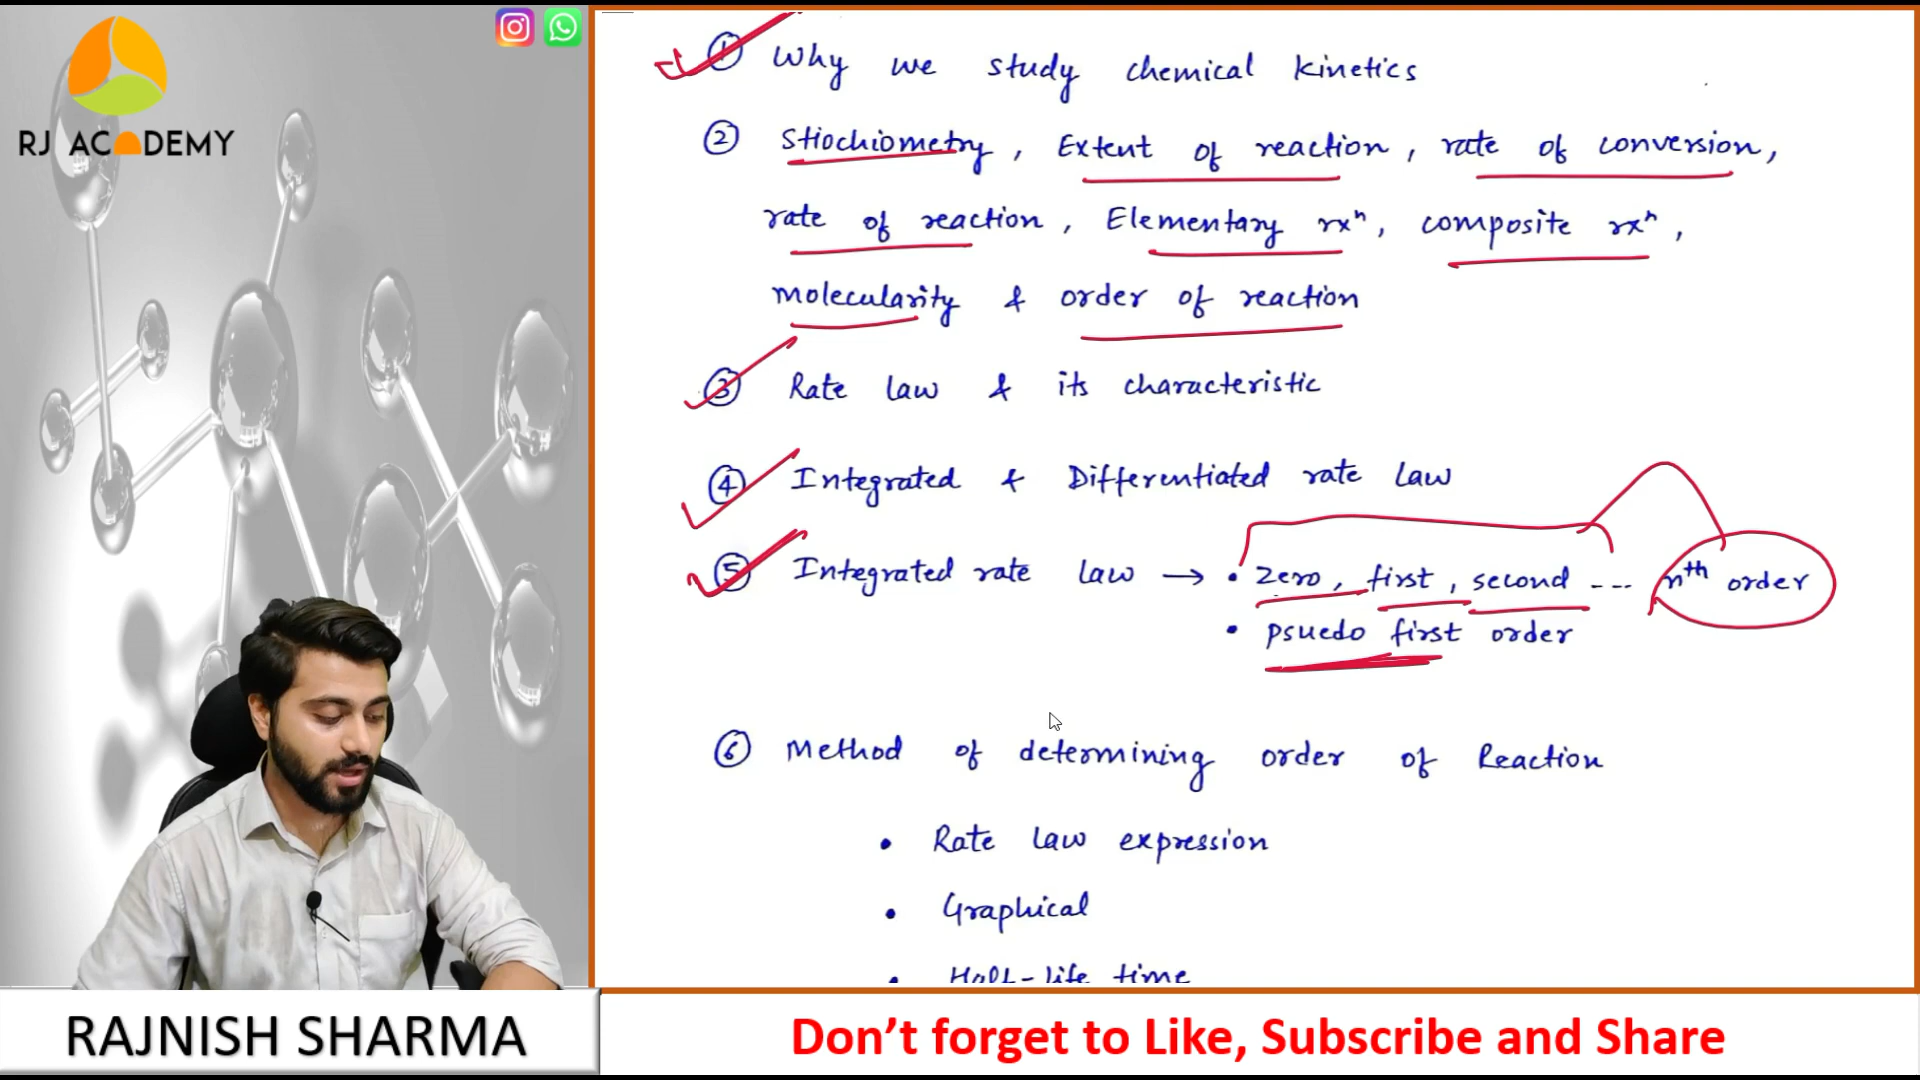 RJ ACADEMY
① Why we study chemical kinetics
② Stiochiometry, Extent of reaction, rate of conversion,
rate of reaction, Elementary rxⁿ, composite rxⁿ,
molecularity & order of reaction
③ Rate law & its characteristic
④ Integrated & Differentiated rate law
⑤ Integrated rate law → • zero, first, second --- nth order
• psuedo first order
⑥ Method of determining order of Reaction
• Rate law expression
• Graphical
• Half-life time
RAJNISH SHARMA
Don't forget to Like, Subscribe and Share